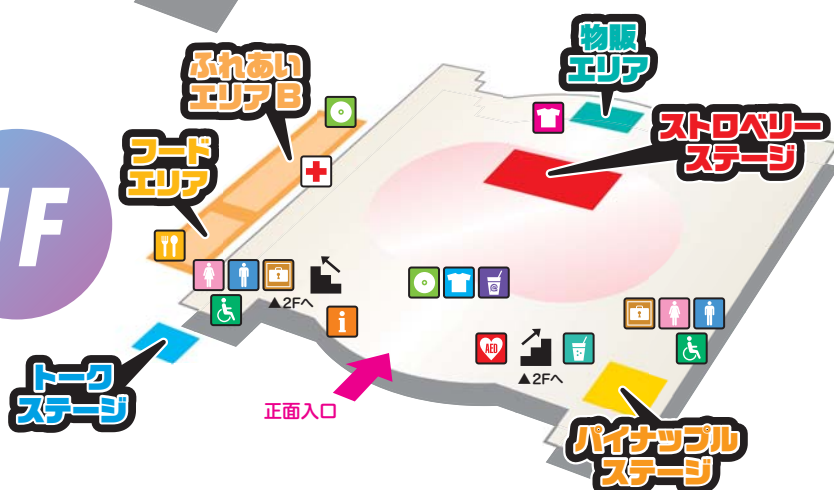 物販
エリア
ふれあい
エリアB
ストロベリー
ステージ
フード
エリア
1F
▲2Fへ
i
AED
▲2Fへ
トーク
ステージ
正面入口
パイナップル
ステージ